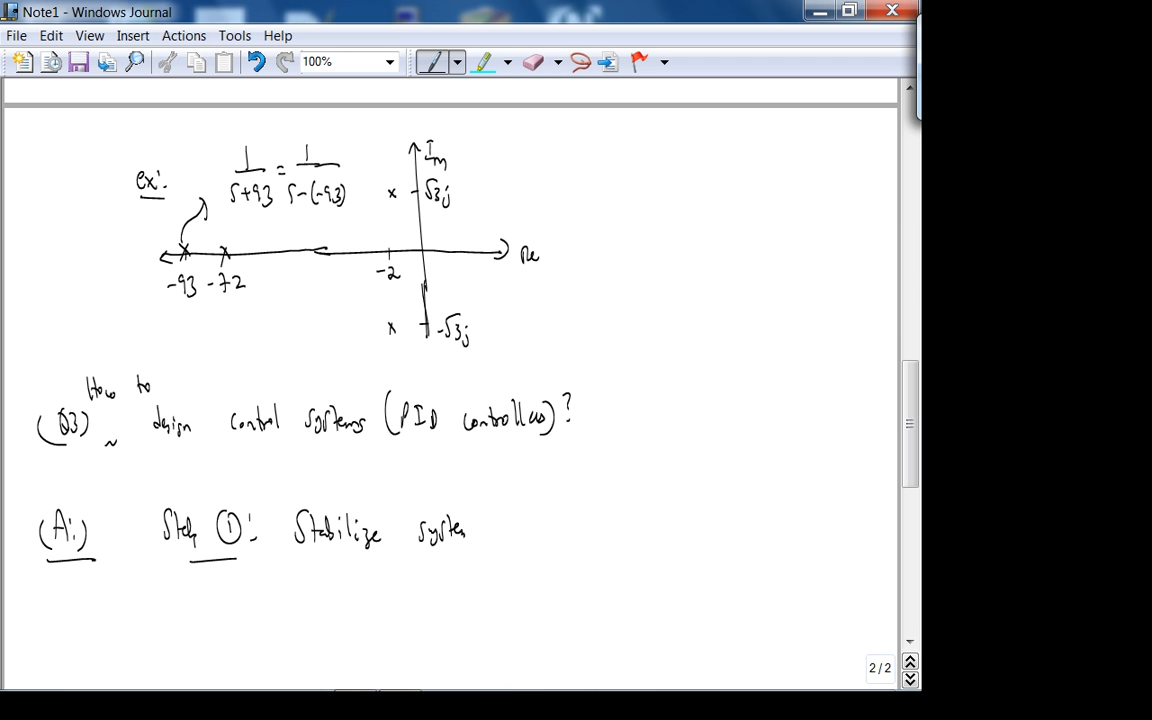 Note1 - Windows Journal
File Edit View Insert Actions Tools Help
100%
ex: 1/(s+93) = 1/(s-(-93))
Im
√3j
Re
-93 -72 -2
-√3j
How to
(Q3) design control systems (PID controllers)?
(A:) Step ①: Stabilize system
2 / 2